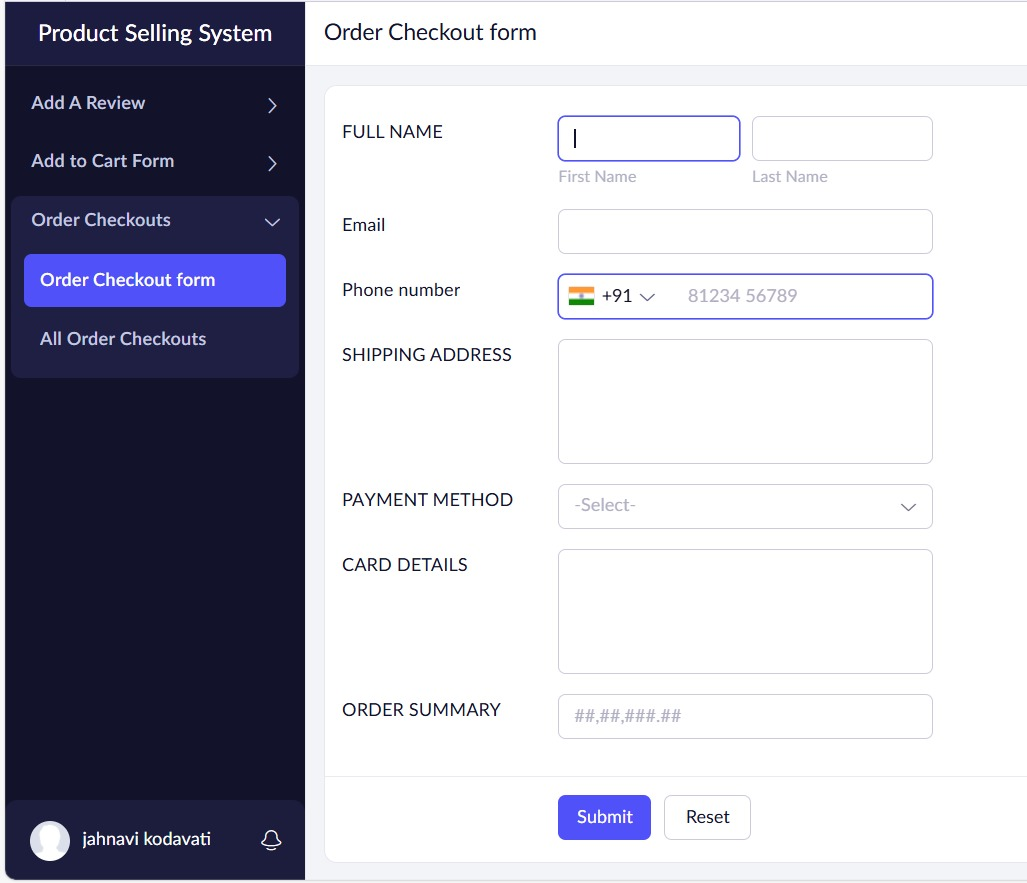 Product Selling System
Add A Review
Add to Cart Form
Order Checkouts
Order Checkout form
All Order Checkouts
jahnavi kodavati
Order Checkout form
FULL NAME
First Name Last Name
Email
Phone number +91 81234 56789
SHIPPING ADDRESS
PAYMENT METHOD -Select-
CARD DETAILS
ORDER SUMMARY ##,##,###.##
Submit Reset